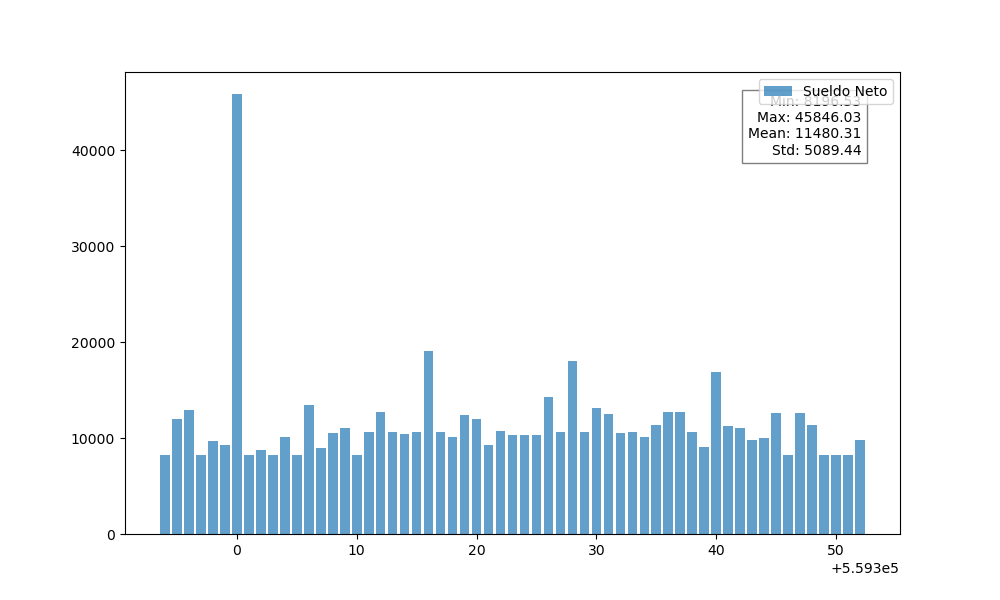 Sueldo Neto
Min: 8196.53
Max: 45846.03
Mean: 11480.31
Std: 5089.44
40000
30000
20000
10000
0
0 10 20 30 40 50
+5.593e5